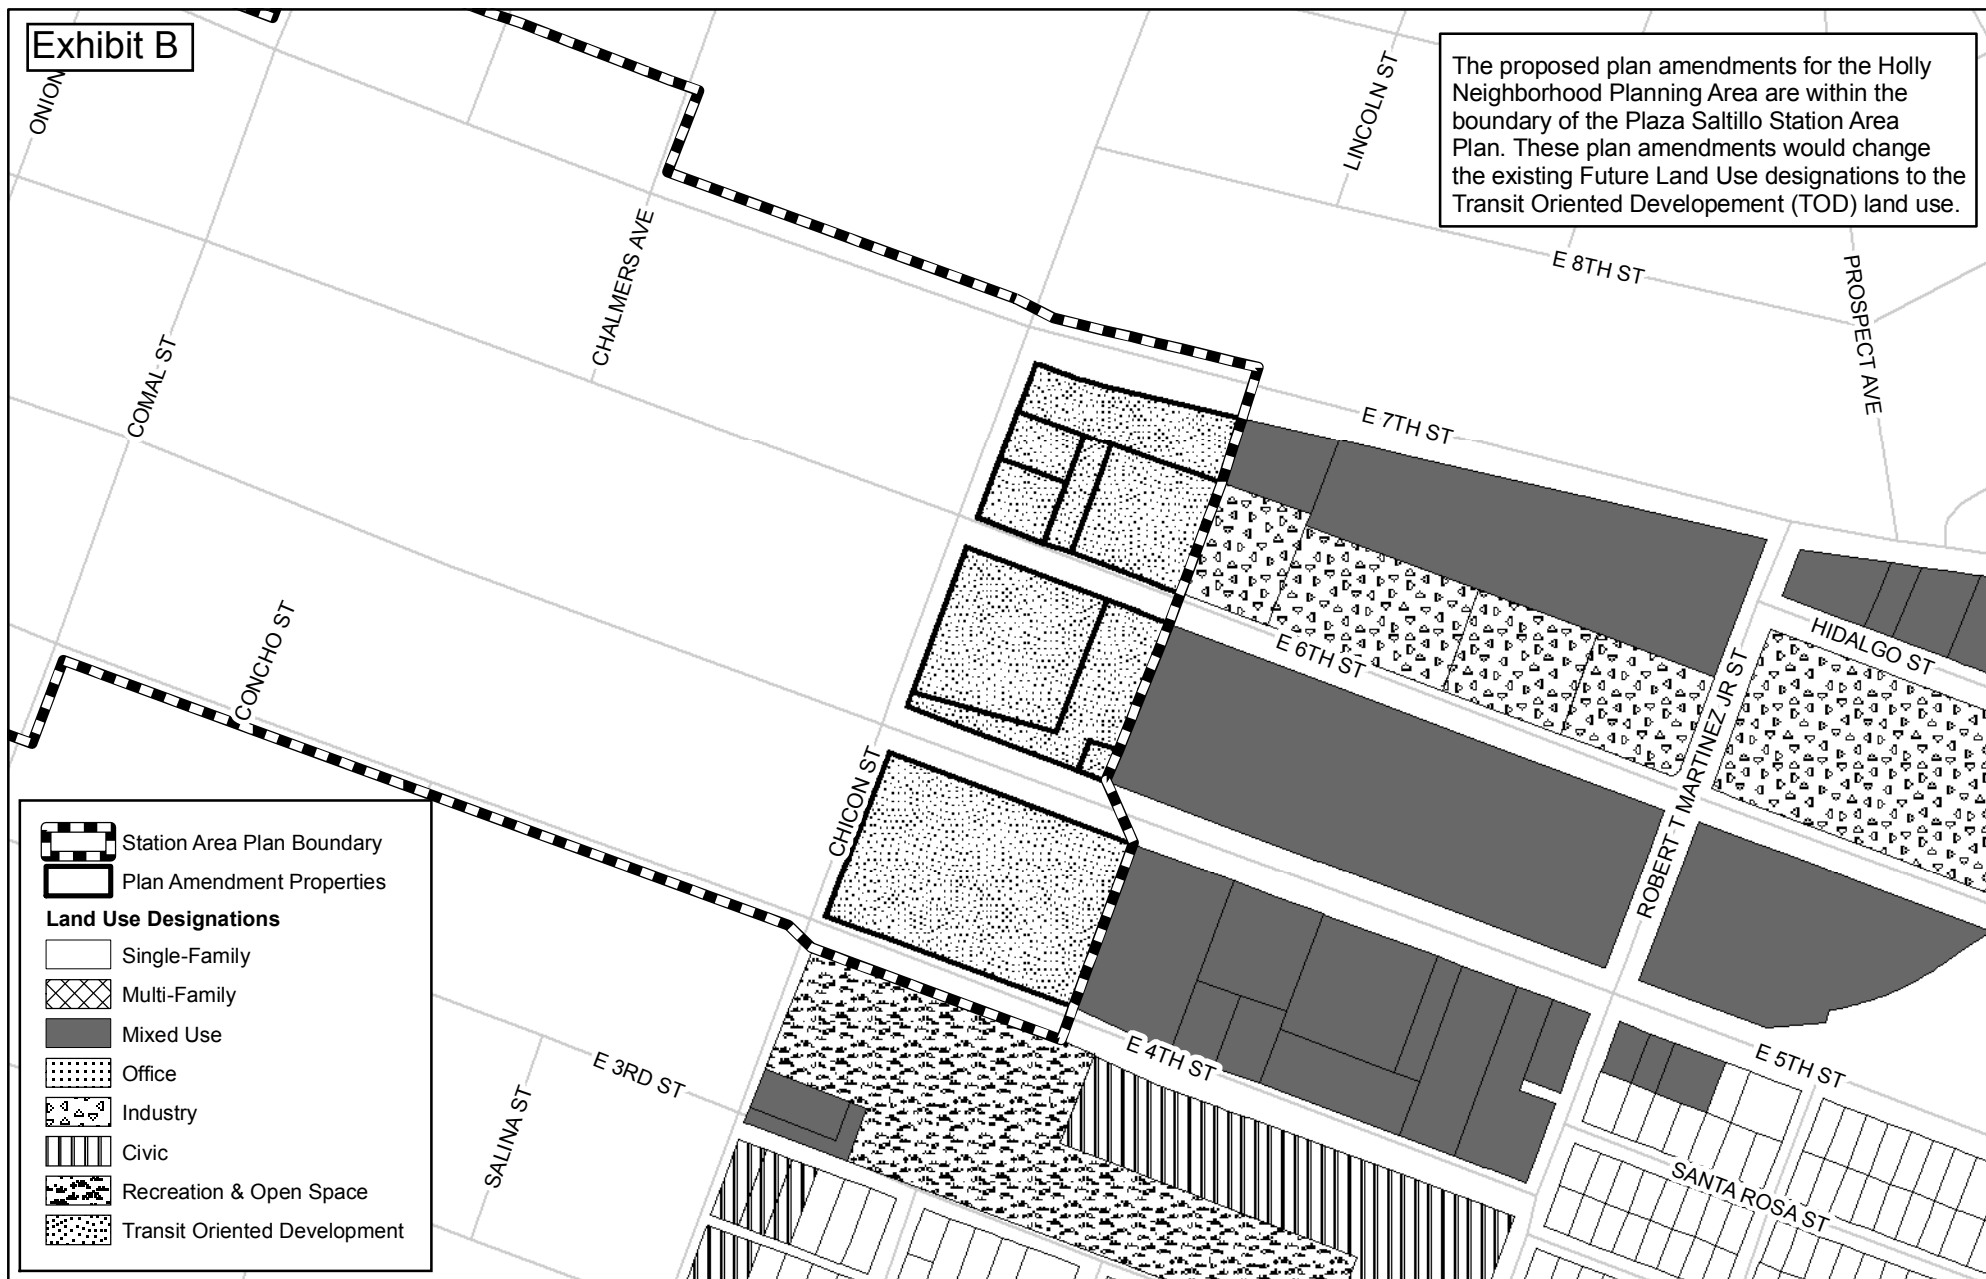 Exhibit B
The proposed plan amendments for the Holly
Neighborhood Planning Area are within the
boundary of the Plaza Saltillo Station Area
Plan. These plan amendments would change
the existing Future Land Use designations to the
Transit Oriented Developement (TOD) land use.
ONION
LINCOLN ST
CHALMERS AVE
E 8TH ST
PROSPECT AVE
COMAL ST
E 7TH ST
CONCHO ST
E 6TH ST
HIDALGO ST
CHICON ST
ROBERT T MARTINEZ JR ST
E 3RD ST
E 4TH ST
E 5TH ST
SALINA ST
SANTA ROSA ST
Station Area Plan Boundary
Plan Amendment Properties
Land Use Designations
Single-Family
Multi-Family
Mixed Use
Office
Industry
Civic
Recreation & Open Space
Transit Oriented Development